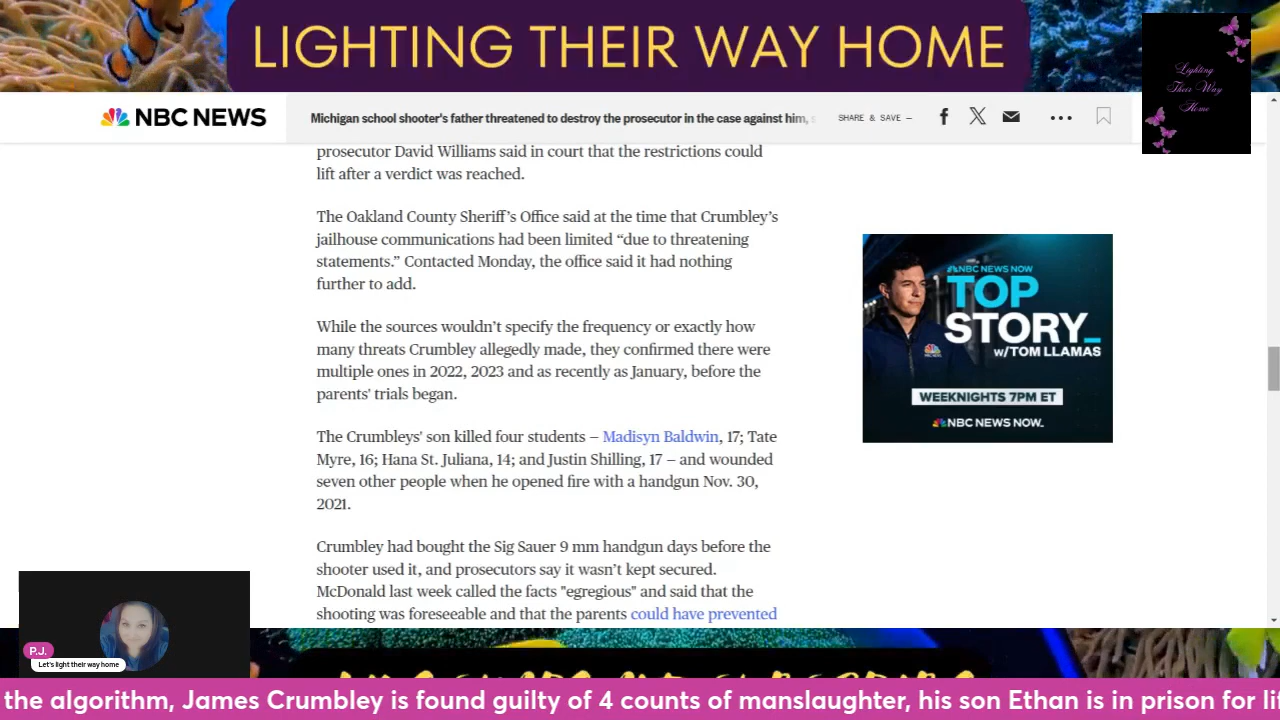 LIGHTING THEIR WAY HOME
Lighting
Their Way
Home
NBC NEWS
Michigan school shooter's father threatened to destroy the prosecutor in the case against him,
SHARE & SAVE —
prosecutor David Williams said in court that the restrictions could
lift after a verdict was reached.
The Oakland County Sheriff's Office said at the time that Crumbley's
jailhouse communications had been limited “due to threatening
statements.” Contacted Monday, the office said it had nothing
further to add.
While the sources wouldn't specify the frequency or exactly how
many threats Crumbley allegedly made, they confirmed there were
multiple ones in 2022, 2023 and as recently as January, before the
parents' trials began.
The Crumbleys' son killed four students — Madisyn Baldwin, 17; Tate
Myre, 16; Hana St. Juliana, 14; and Justin Shilling, 17 — and wounded
seven other people when he opened fire with a handgun Nov. 30,
2021.
Crumbley had bought the Sig Sauer 9 mm handgun days before the
shooter used it, and prosecutors say it wasn't kept secured.
McDonald last week called the facts "egregious" and said that the
shooting was foreseeable and that the parents could have prevented
NBC NEWS NOW
TOP
STORY_
w/TOM LLAMAS
WEEKNIGHTS 7PM ET
NBC NEWS NOW.
P.J.
Let's light their way home
the algorithm, James Crumbley is found guilty of 4 counts of manslaughter, his son Ethan is in prison for li